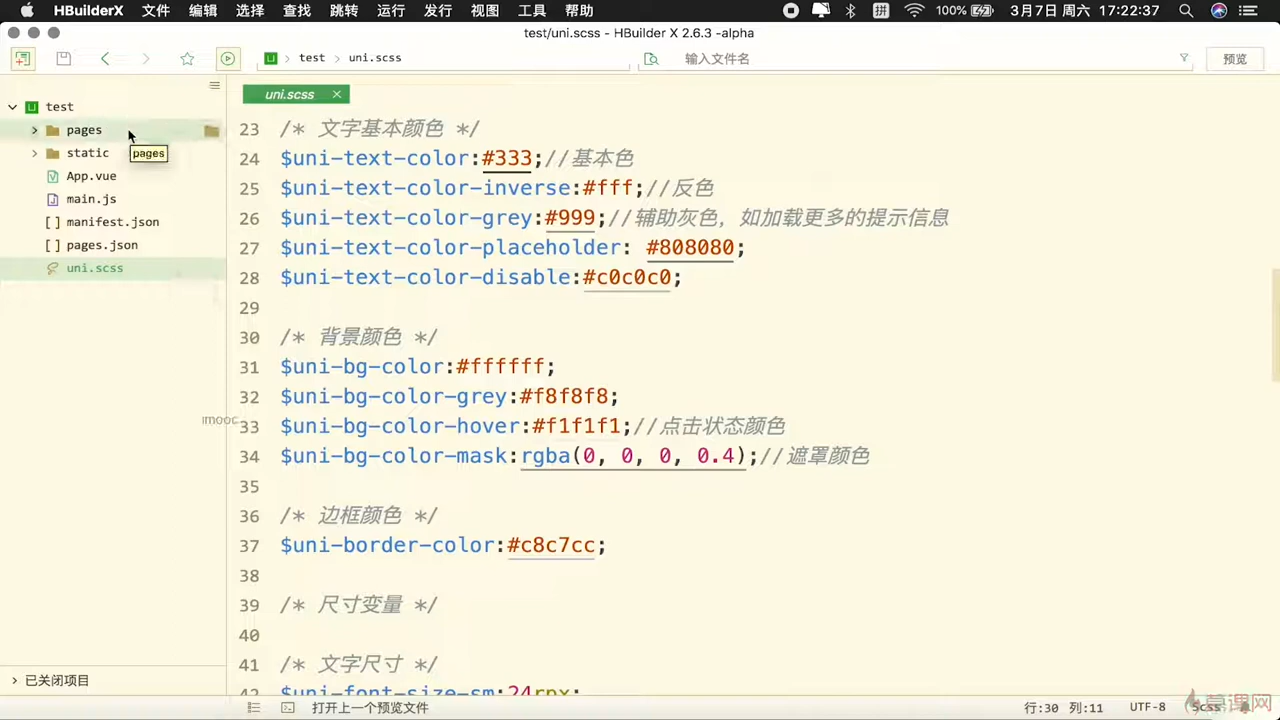 HBuilderX 文件 编辑 选择 查找 跳转 运行 发行 视图 工具 帮助 拼 100% 3月7日 周六 17:22:37
test/uni.scss - HBuilder X 2.6.3 -alpha
test uni.scss 输入文件名 预览
uni.scss
test
pages
pages
static
App.vue
main.js
[ ] manifest.json
[ ] pages.json
uni.scss
23 /* 文字基本颜色 */
24 $uni-text-color:#333;//基本色
25 $uni-text-color-inverse:#fff;//反色
26 $uni-text-color-grey:#999;//辅助灰色，如加载更多的提示信息
27 $uni-text-color-placeholder: #808080;
28 $uni-text-color-disable:#c0c0c0;
29
30 /* 背景颜色 */
31 $uni-bg-color:#ffffff;
32 $uni-bg-color-grey:#f8f8f8;
33 $uni-bg-color-hover:#f1f1f1;//点击状态颜色
34 $uni-bg-color-mask:rgba(0, 0, 0, 0.4);//遮罩颜色
35
36 /* 边框颜色 */
37 $uni-border-color:#c8c7cc;
38
39 /* 尺寸变量 */
40
41 /* 文字尺寸 */
42 $uni-font-size-sm:24rpx;
imooc
已关闭项目
打开上一个预览文件 行:30 列:11 UTF-8 Scss
慕课网